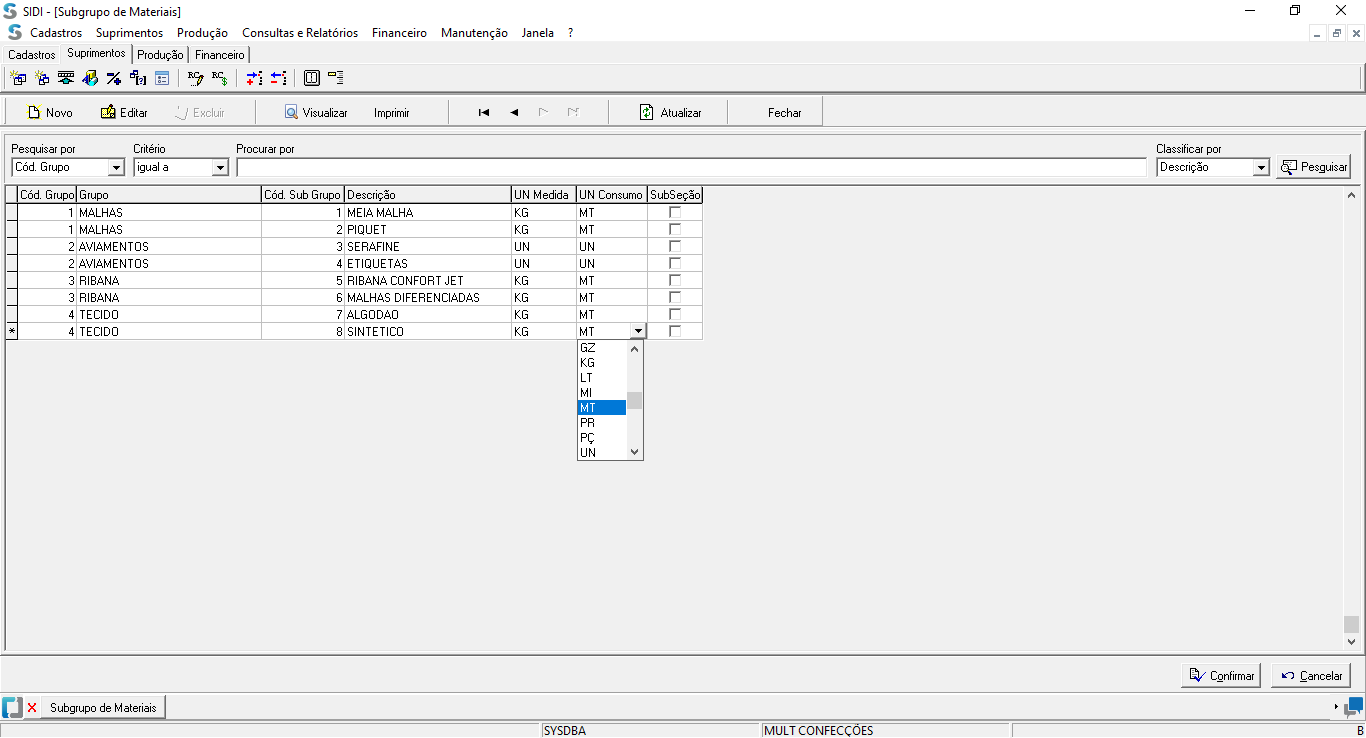 SIDI - [Subgrupo de Materiais]
Cadastros Suprimentos Produção Consultas e Relatórios Financeiro Manutenção Janela ?
Cadastros Suprimentos Produção Financeiro
Novo Editar Excluir Visualizar Imprimir Atualizar Fechar
Pesquisar por Critério Procurar por Classificar por
Cód. Grupo igual a Descrição Pesquisar
Cód. Grupo Grupo Cód. Sub Grupo Descrição UN Medida UN Consumo SubSeção
1 MALHAS 1 MEIA MALHA KG MT
1 MALHAS 2 PIQUET KG MT
2 AVIAMENTOS 3 SERAFINE UN UN
2 AVIAMENTOS 4 ETIQUETAS UN UN
3 RIBANA 5 RIBANA CONFORT JET KG MT
3 RIBANA 6 MALHAS DIFERENCIADAS KG MT
4 TECIDO 7 ALGODAO KG MT
* 4 TECIDO 8 SINTETICO KG MT
GZ
KG
LT
MI
MT
PR
PÇ
UN
Confirmar Cancelar
Subgrupo de Materiais
SYSDBA MULT CONFECÇÕES B